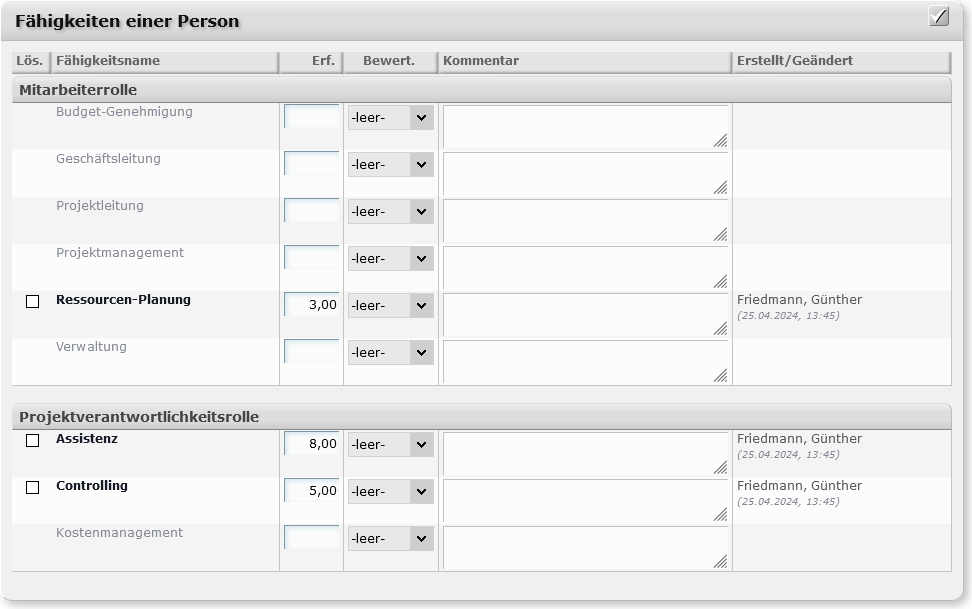 Fähigkeiten einer Person
Lös. Fähigkeitsname Erf. Bewert. Kommentar Erstellt/Geändert
Mitarbeiterrolle
Budget-Genehmigung -leer-
Geschäftsleitung -leer-
Projektleitung -leer-
Projektmanagement -leer-
Ressourcen-Planung 3,00 -leer- Friedmann, Günther
(25.04.2024, 13:45)
Verwaltung -leer-
Projektverantwortlichkeitsrolle
Assistenz 8,00 -leer- Friedmann, Günther
(25.04.2024, 13:45)
Controlling 5,00 -leer- Friedmann, Günther
(25.04.2024, 13:45)
Kostenmanagement -leer-